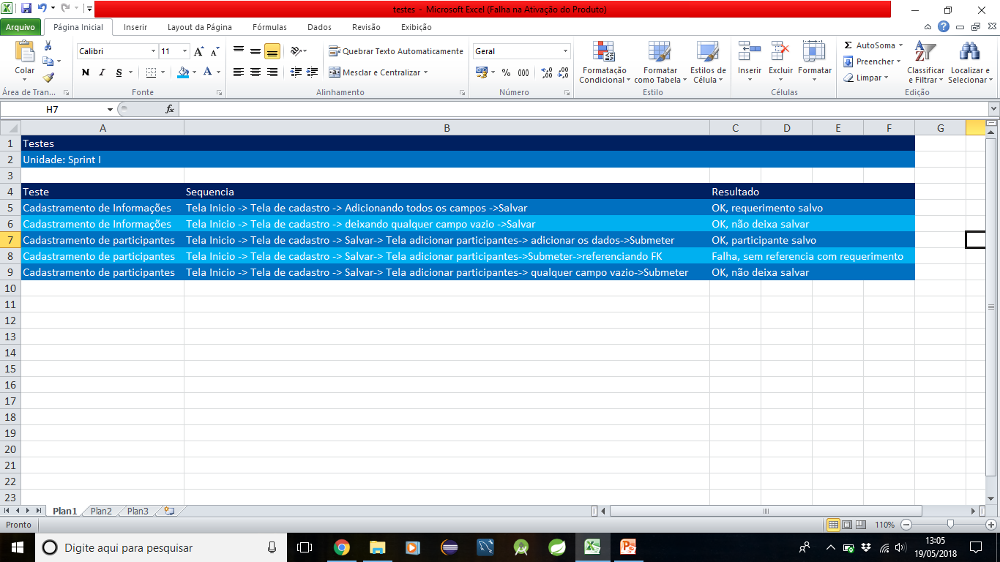 testes - Microsoft Excel (Falha na Ativação do Produto)
Arquivo Página Inicial Inserir Layout da Página Fórmulas Dados Revisão Exibição
Colar
Área de Tran...
Calibri 11
N I S
Fonte
Quebrar Texto Automaticamente
Mesclar e Centralizar
Alinhamento
Geral
% 000
Número
Formatação Condicional
Formatar como Tabela
Estilos de Célula
Estilo
Inserir Excluir Formatar
Células
AutoSoma
Preencher
Limpar
Classificar e Filtrar
Localizar e Selecionar
Edição
H7 fx
A B C D E F G
1 Testes
2 Unidade: Sprint I
3
4 Teste Sequencia Resultado
5 Cadastramento de Informações Tela Inicio -> Tela de cadastro -> Adicionando todos os campos ->Salvar OK, requerimento salvo
6 Cadastramento de Informações Tela Inicio -> Tela de cadastro -> deixando qualquer campo vazio ->Salvar OK, não deixa salvar
7 Cadastramento de participantes Tela Inicio -> Tela de cadastro -> Salvar-> Tela adicionar participantes-> adicionar os dados->Submeter OK, participante salvo
8 Cadastramento de participantes Tela Inicio -> Tela de cadastro -> Salvar-> Tela adicionar participantes->Submeter->referenciando FK Falha, sem referencia com requerimento
9 Cadastramento de participantes Tela Inicio -> Tela de cadastro -> Salvar-> Tela adicionar participantes-> qualquer campo vazio->Submeter OK, não deixa salvar
10
11
12
13
14
15
16
17
18
19
20
21
22
23
Plan1 Plan2 Plan3
Pronto 110%
Digite aqui para pesquisar
13:05
19/05/2018